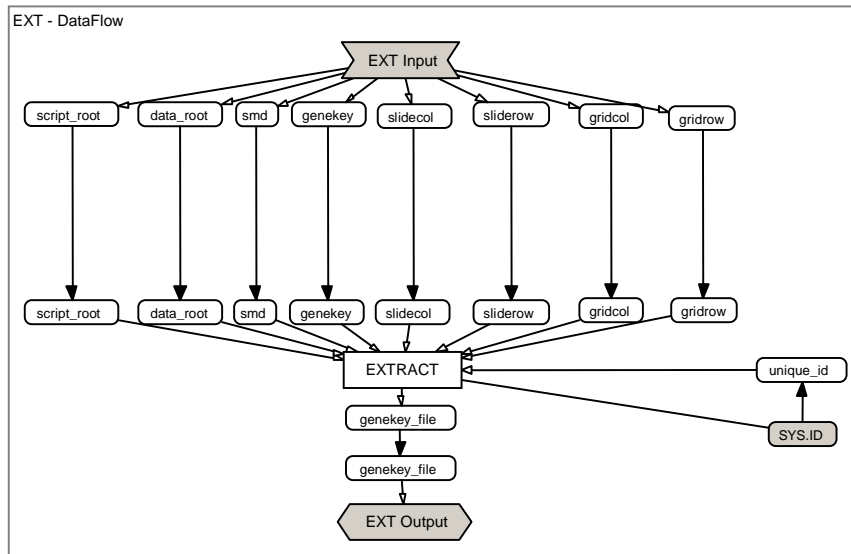 EXT - DataFlow
EXT Input
script_root
data_root
smd
genekey
slidecol
sliderow
gridcol
gridrow
script_root
data_root
smd
genekey
slidecol
sliderow
gridcol
gridrow
EXTRACT
unique_id
genekey_file
SYS.ID
genekey_file
EXT Output